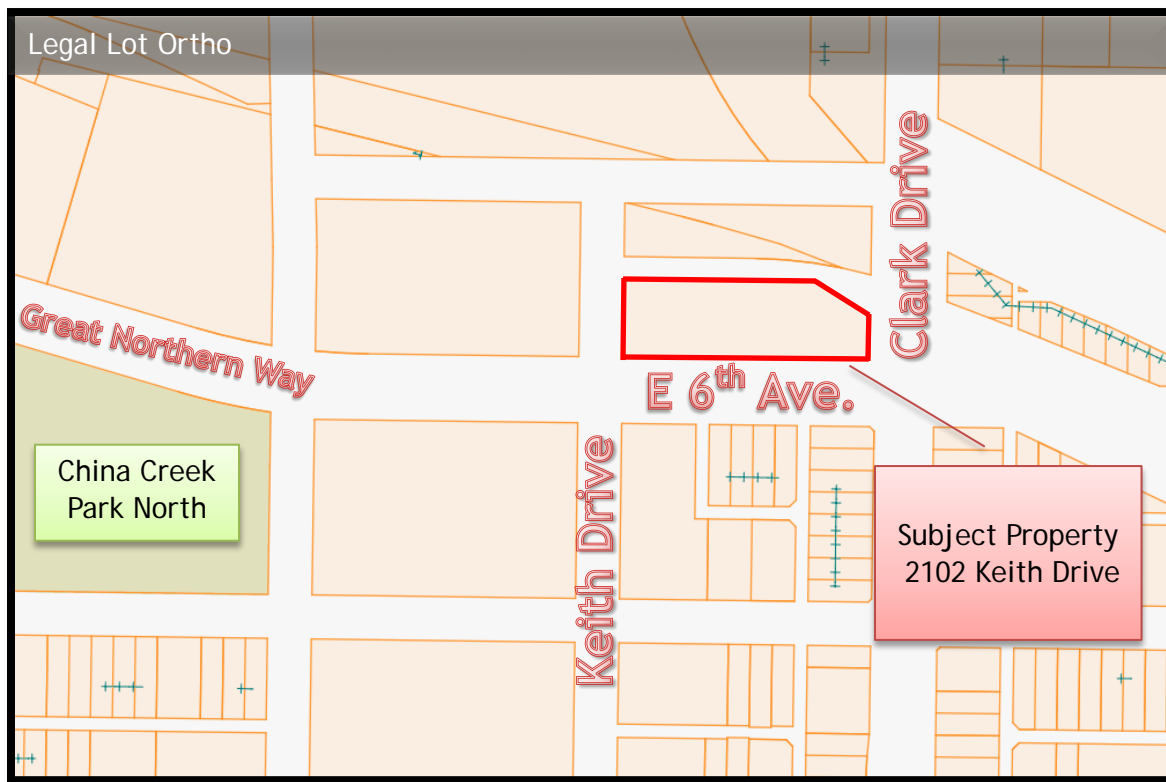 Legal Lot Ortho
Clark Drive
Great Northern Way
E 6th Ave.
China Creek
Park North
Keith Drive
Subject Property
2102 Keith Drive